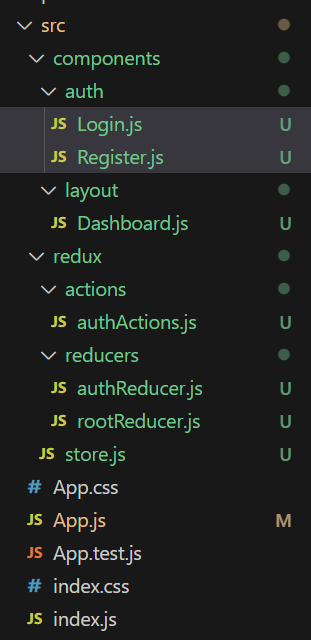 src
components
auth
JS Login.js U
JS Register.js U
layout
JS Dashboard.js U
redux
actions
JS authActions.js U
reducers
JS authReducer.js U
JS rootReducer.js U
JS store.js U
# App.css
JS App.js M
JS App.test.js
# index.css
JS index.js